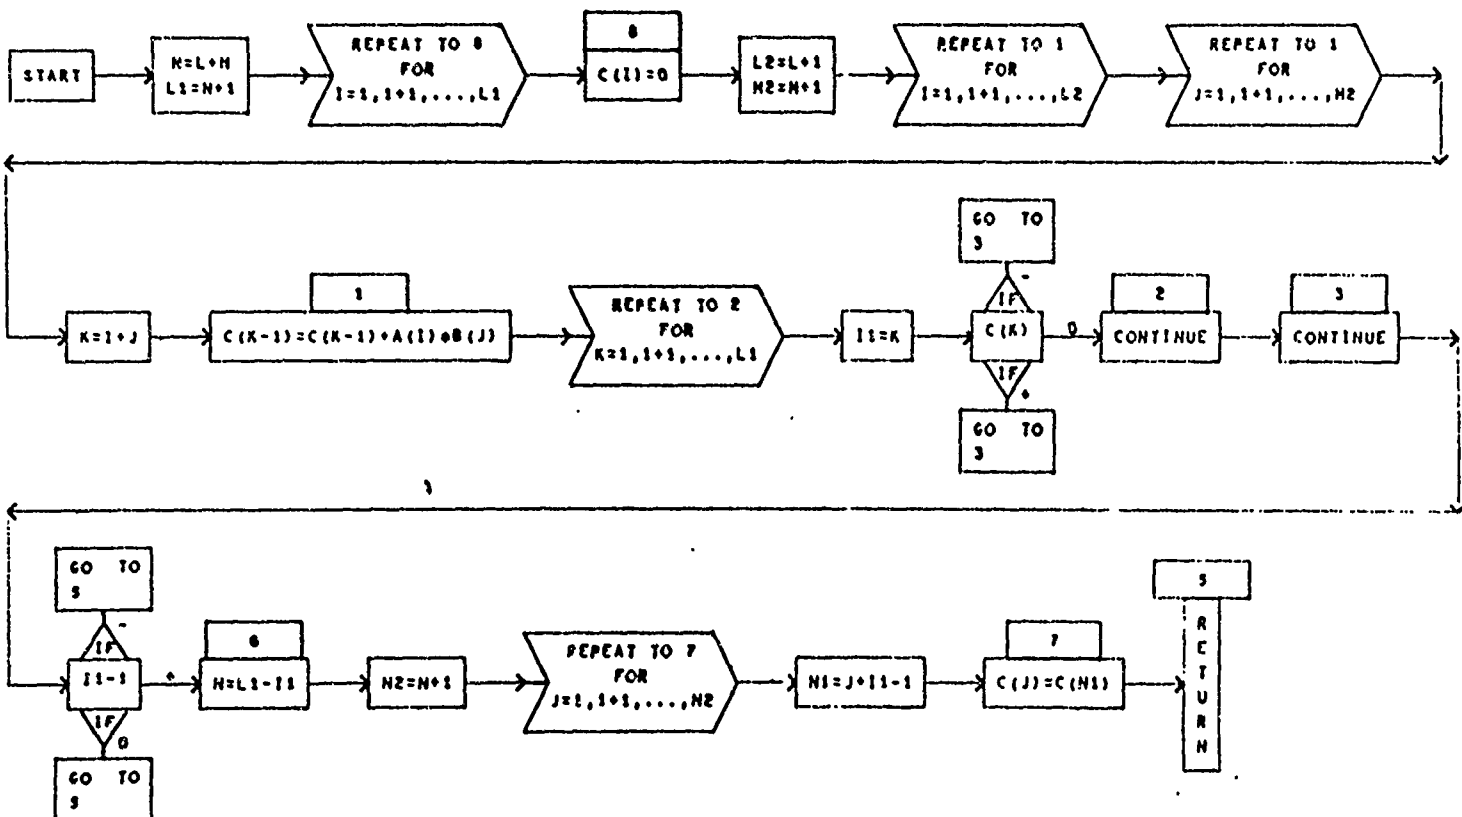 START
N=L+M
L1=N+1
REPEAT TO 8
FOR
I=1,1+1,...,L1
8
C(I)=0
L2=L+1
M2=M+1
REPEAT TO 1
FOR
I=1,1+1,...,L2
REPEAT TO 1
FOR
J=1,1+1,...,M2
K=I+J
1
C(K-1)=C(K-1)+A(I)*B(J)
REPEAT TO 2
FOR
K=1,1+1,...,L1
I1=K
GO TO
3
-
IF
C(K)
0
IF
+
GO TO
3
2
CONTINUE
3
CONTINUE
GO TO
5
-
IF
I1-1
+
IF
0
GO TO
5
6
N=L1-I1
N2=N+1
REPEAT TO 7
FOR
J=1,1+1,...,N2
N1=J+I1-1
7
C(J)=C(N1)
5
RETURN